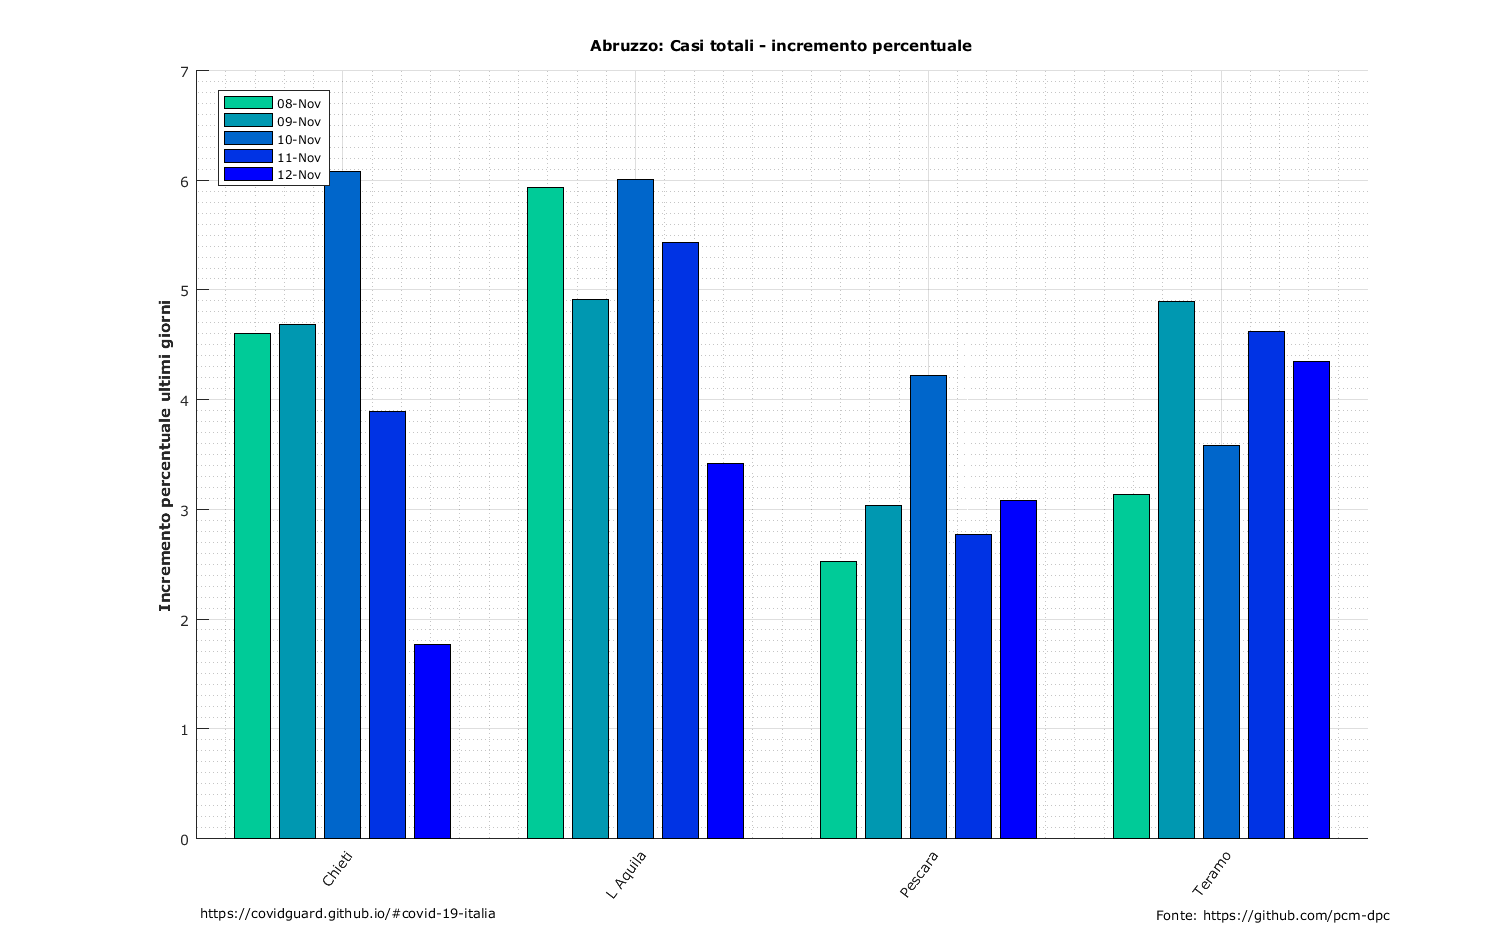 Abruzzo: Casi totali - incremento percentuale
Incremento percentuale ultimi giorni
7
6
5
4
3
2
1
0
08-Nov
09-Nov
10-Nov
11-Nov
12-Nov
Chieti
L Aquila
Pescara
Teramo
https://covidguard.github.io/#covid-19-italia
Fonte: https://github.com/pcm-dpc